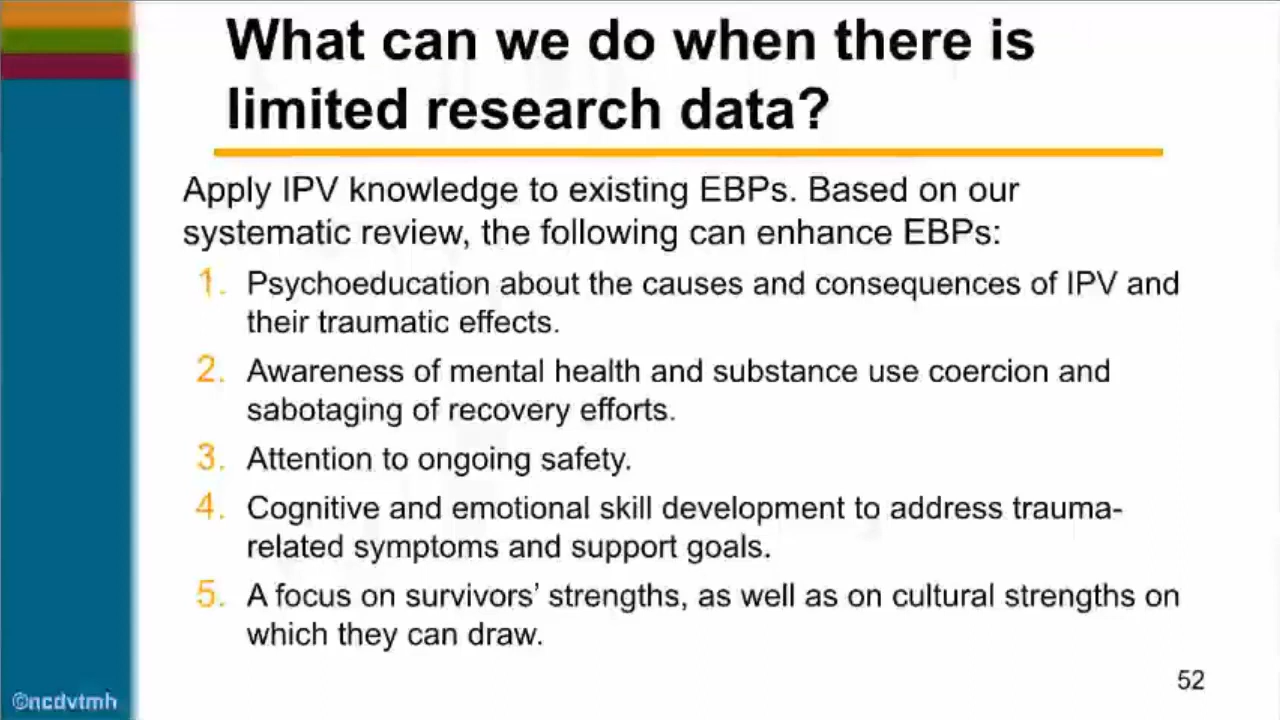 What can we do when there is
limited research data?
Apply IPV knowledge to existing EBPs. Based on our
systematic review, the following can enhance EBPs:
1. Psychoeducation about the causes and consequences of IPV and
their traumatic effects.
2. Awareness of mental health and substance use coercion and
sabotaging of recovery efforts.
3. Attention to ongoing safety.
4. Cognitive and emotional skill development to address trauma-
related symptoms and support goals.
5. A focus on survivors’ strengths, as well as on cultural strengths on
which they can draw.
52
©ncdvtmh